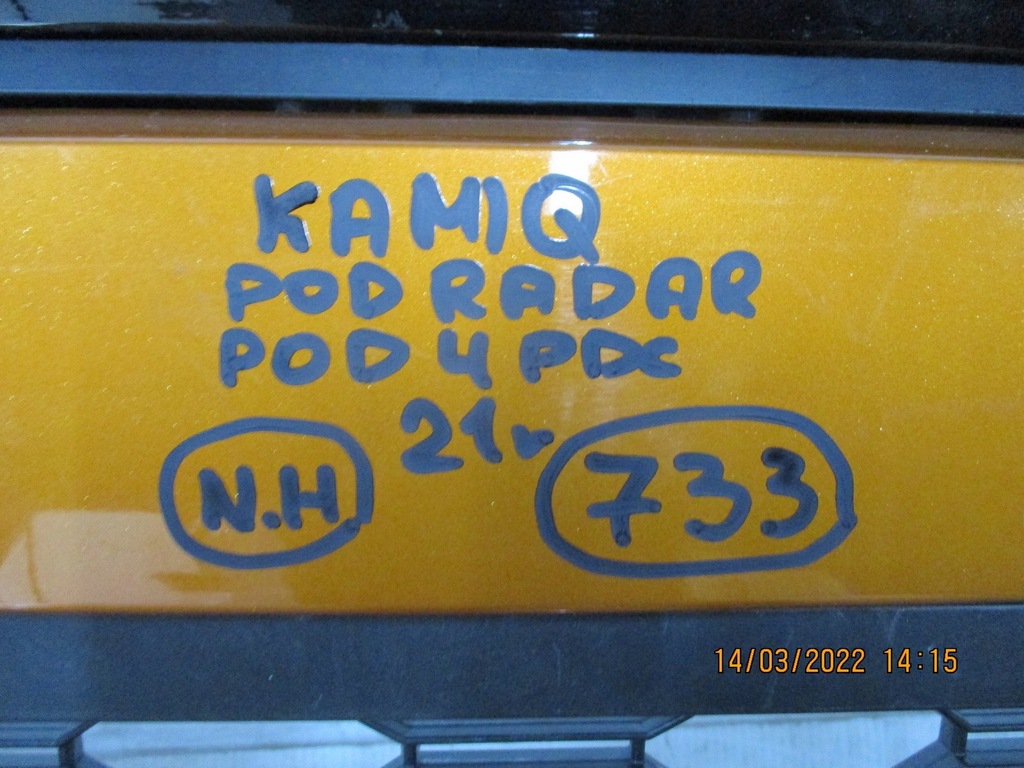 KAMIQ
POD RADAR
POD 4 PDC
21r
N.H. 733
14/03/2022 14:15